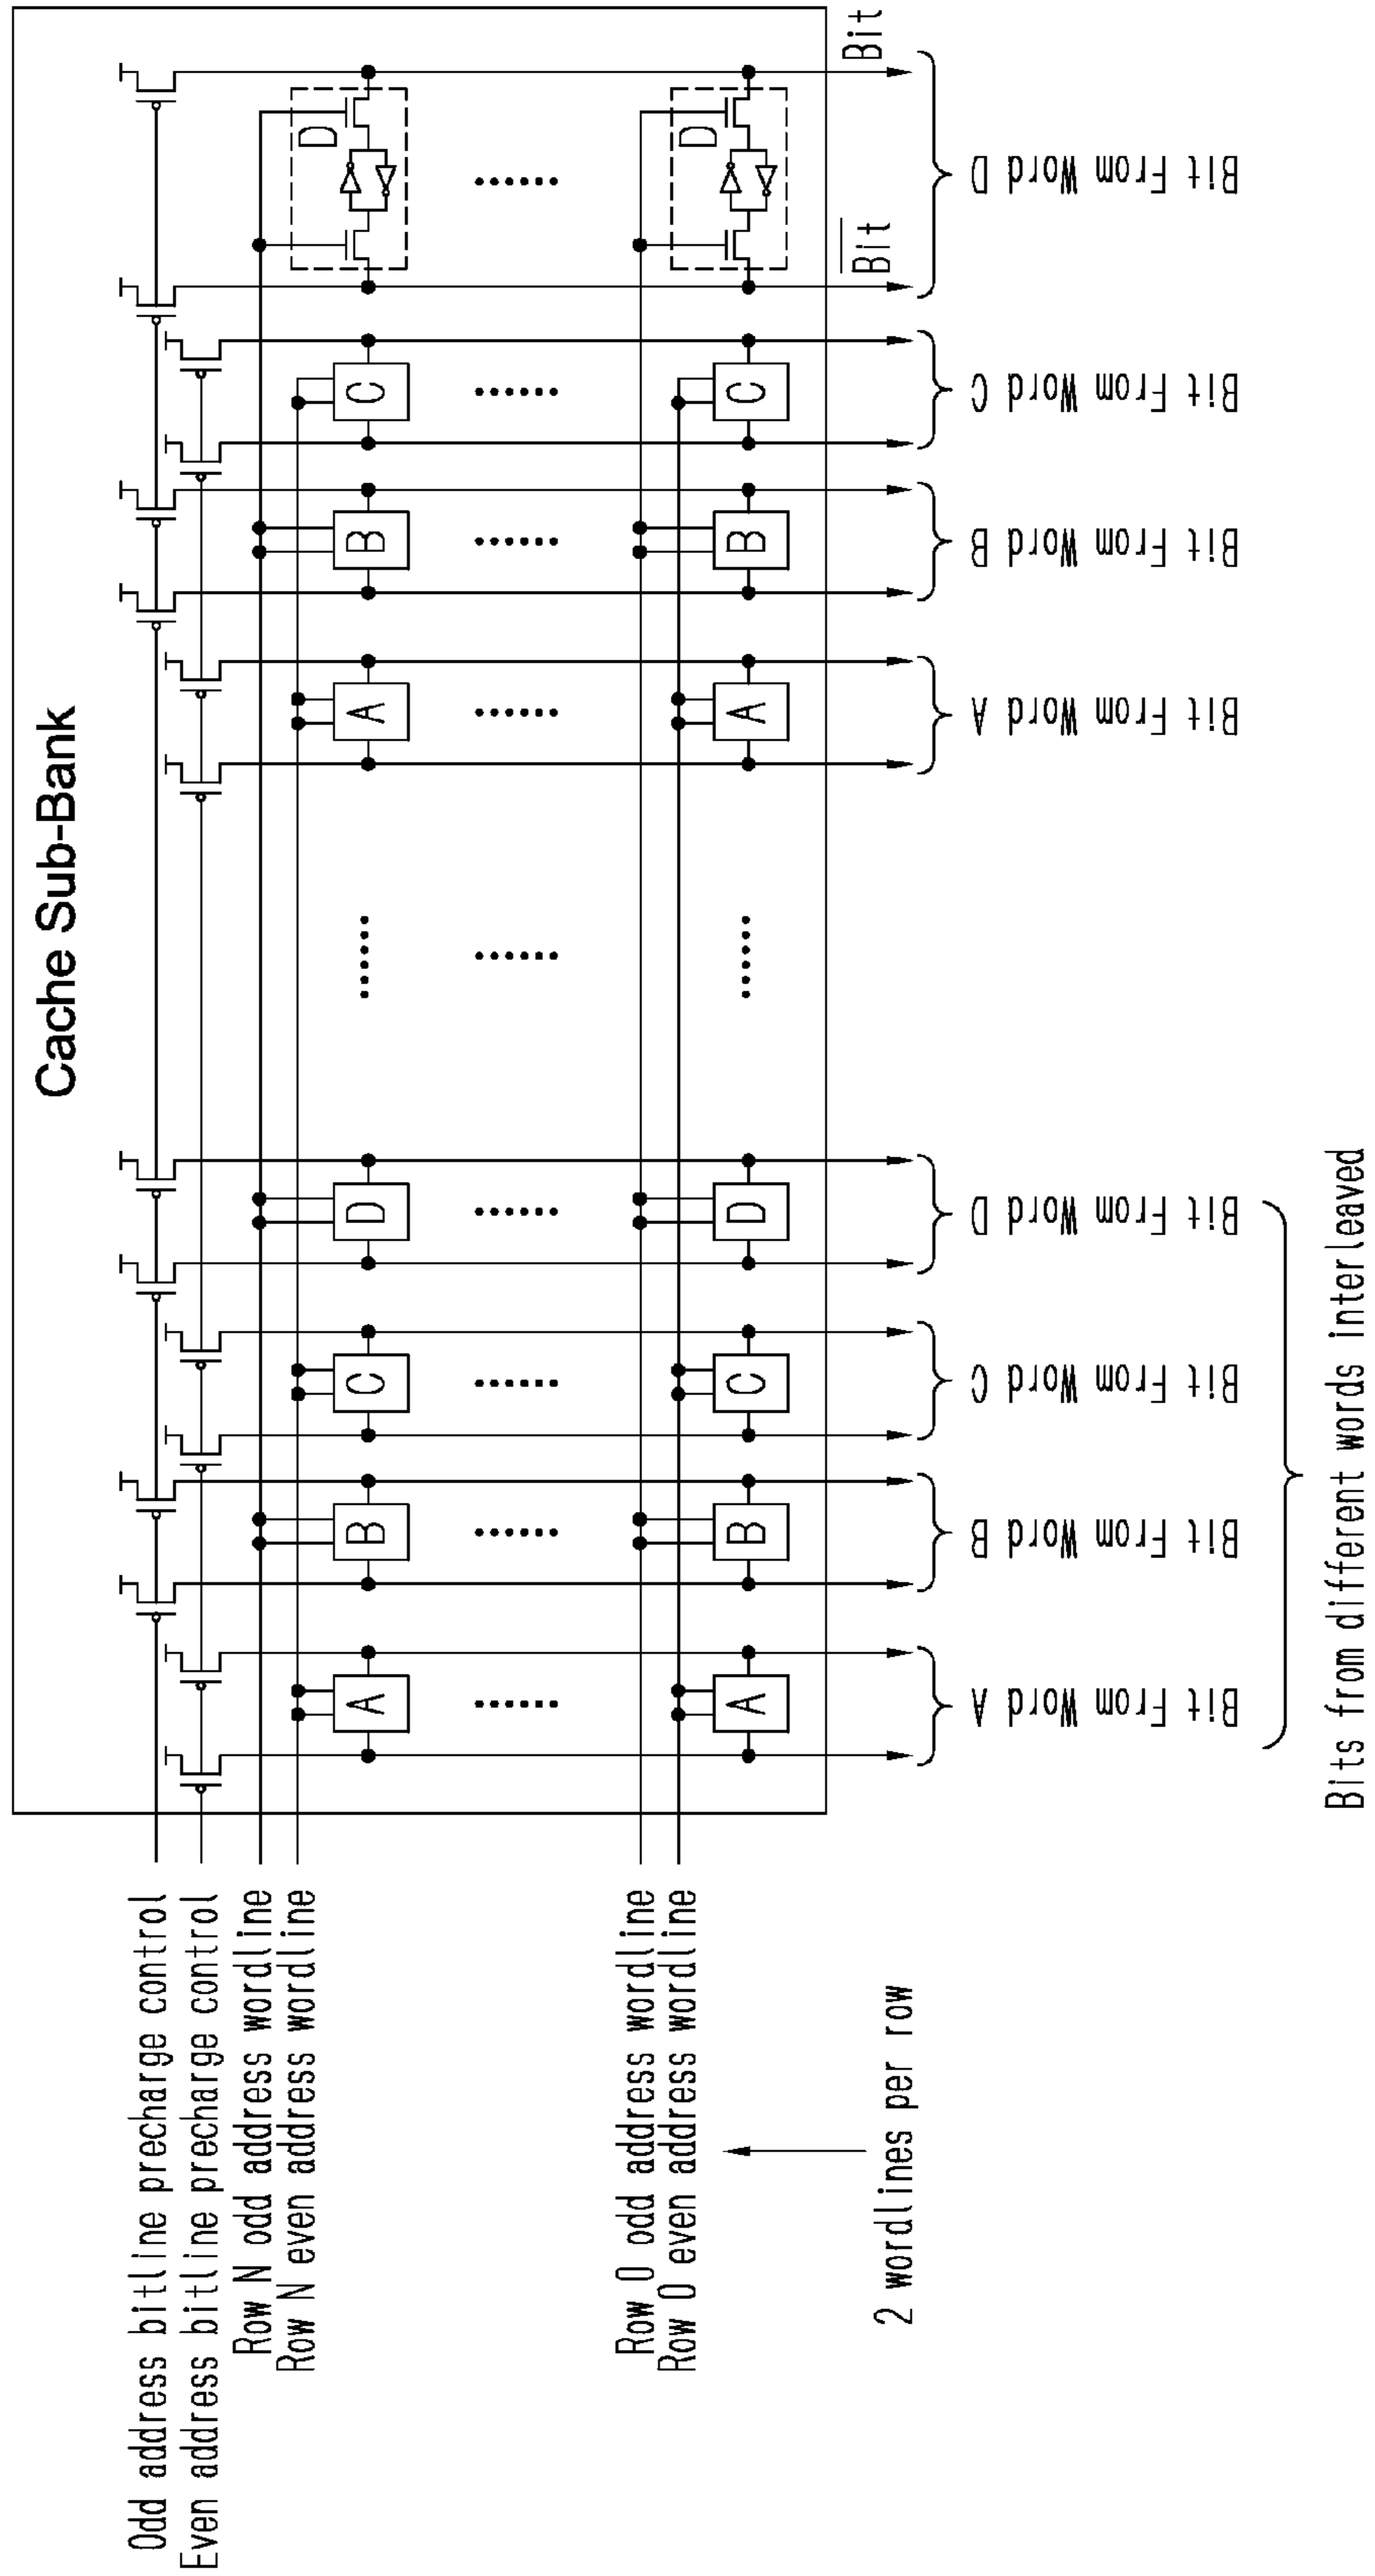 Cache Sub-Bank
Odd address bitline precharge control
Even address bitline precharge control
Row N odd address wordline
Row N even address wordline
A
B
C
D
A
B
C
D
Row 0 odd address wordline
Row 0 even address wordline
A
B
C
D
A
B
C
D
2 wordlines per row
Bit
Bit
Bit From Word A
Bit From Word B
Bit From Word C
Bit From Word D
Bit From Word A
Bit From Word B
Bit From Word C
Bit From Word D
Bits from different words interleaved